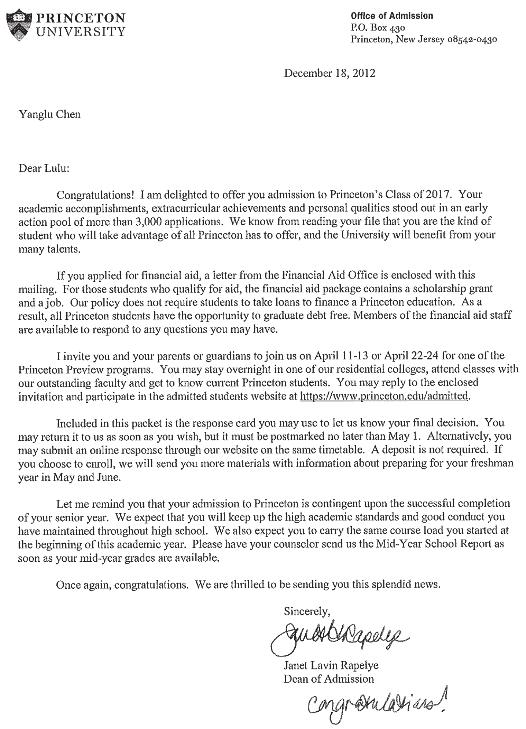 PRINCETON
UNIVERSITY
Office of Admission
P.O. Box 430
Princeton, New Jersey 08542-0430
December 18, 2012
Yanglu Chen
Dear Lulu:
Congratulations! I am delighted to offer you admission to Princeton's Class of 2017. Your
academic accomplishments, extracurricular achievements and personal qualities stood out in an early
action pool of more than 3,000 applications. We know from reading your file that you are the kind of
student who will take advantage of all Princeton has to offer, and the University will benefit from your
many talents.
If you applied for financial aid, a letter from the Financial Aid Office is enclosed with this
mailing. For those students who qualify for aid, the financial aid package contains a scholarship grant
and a job. Our policy does not require students to take loans to finance a Princeton education. As a
result, all Princeton students have the opportunity to graduate debt free. Members of the financial aid staff
are available to respond to any questions you may have.
I invite you and your parents or guardians to join us on April 11-13 or April 22-24 for one of the
Princeton Preview programs. You may stay overnight in one of our residential colleges, attend classes with
our outstanding faculty and get to know current Princeton students. You may reply to the enclosed
invitation and participate in the admitted students website at https://www.princeton.edu/admitted.
Included in this packet is the response card you may use to let us know your final decision. You
may return it to us as soon as you wish, but it must be postmarked no later than May 1. Alternatively, you
may submit an online response through our website on the same timetable. A deposit is not required. If
you choose to enroll, we will send you more materials with information about preparing for your freshman
year in May and June.
Let me remind you that your admission to Princeton is contingent upon the successful completion
of your senior year. We expect that you will keep up the high academic standards and good conduct you
have maintained throughout high school. We also expect you to carry the same course load you started at
the beginning of this academic year. Please have your counselor send us the Mid-Year School Report as
soon as your mid-year grades are available.
Once again, congratulations. We are thrilled to be sending you this splendid news.
Sincerely,
Janet Lavin Rapelye
Dean of Admission
Congratulations!